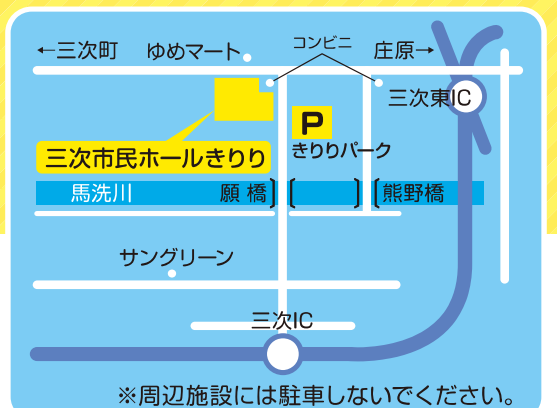 コンビニ
←三次町
ゆめマート
庄原→
三次東IC
P
きりりパーク
三次市民ホールきりり
馬洗川
願橋
熊野橋
サングリーン
三次IC
※周辺施設には駐車しないでください。